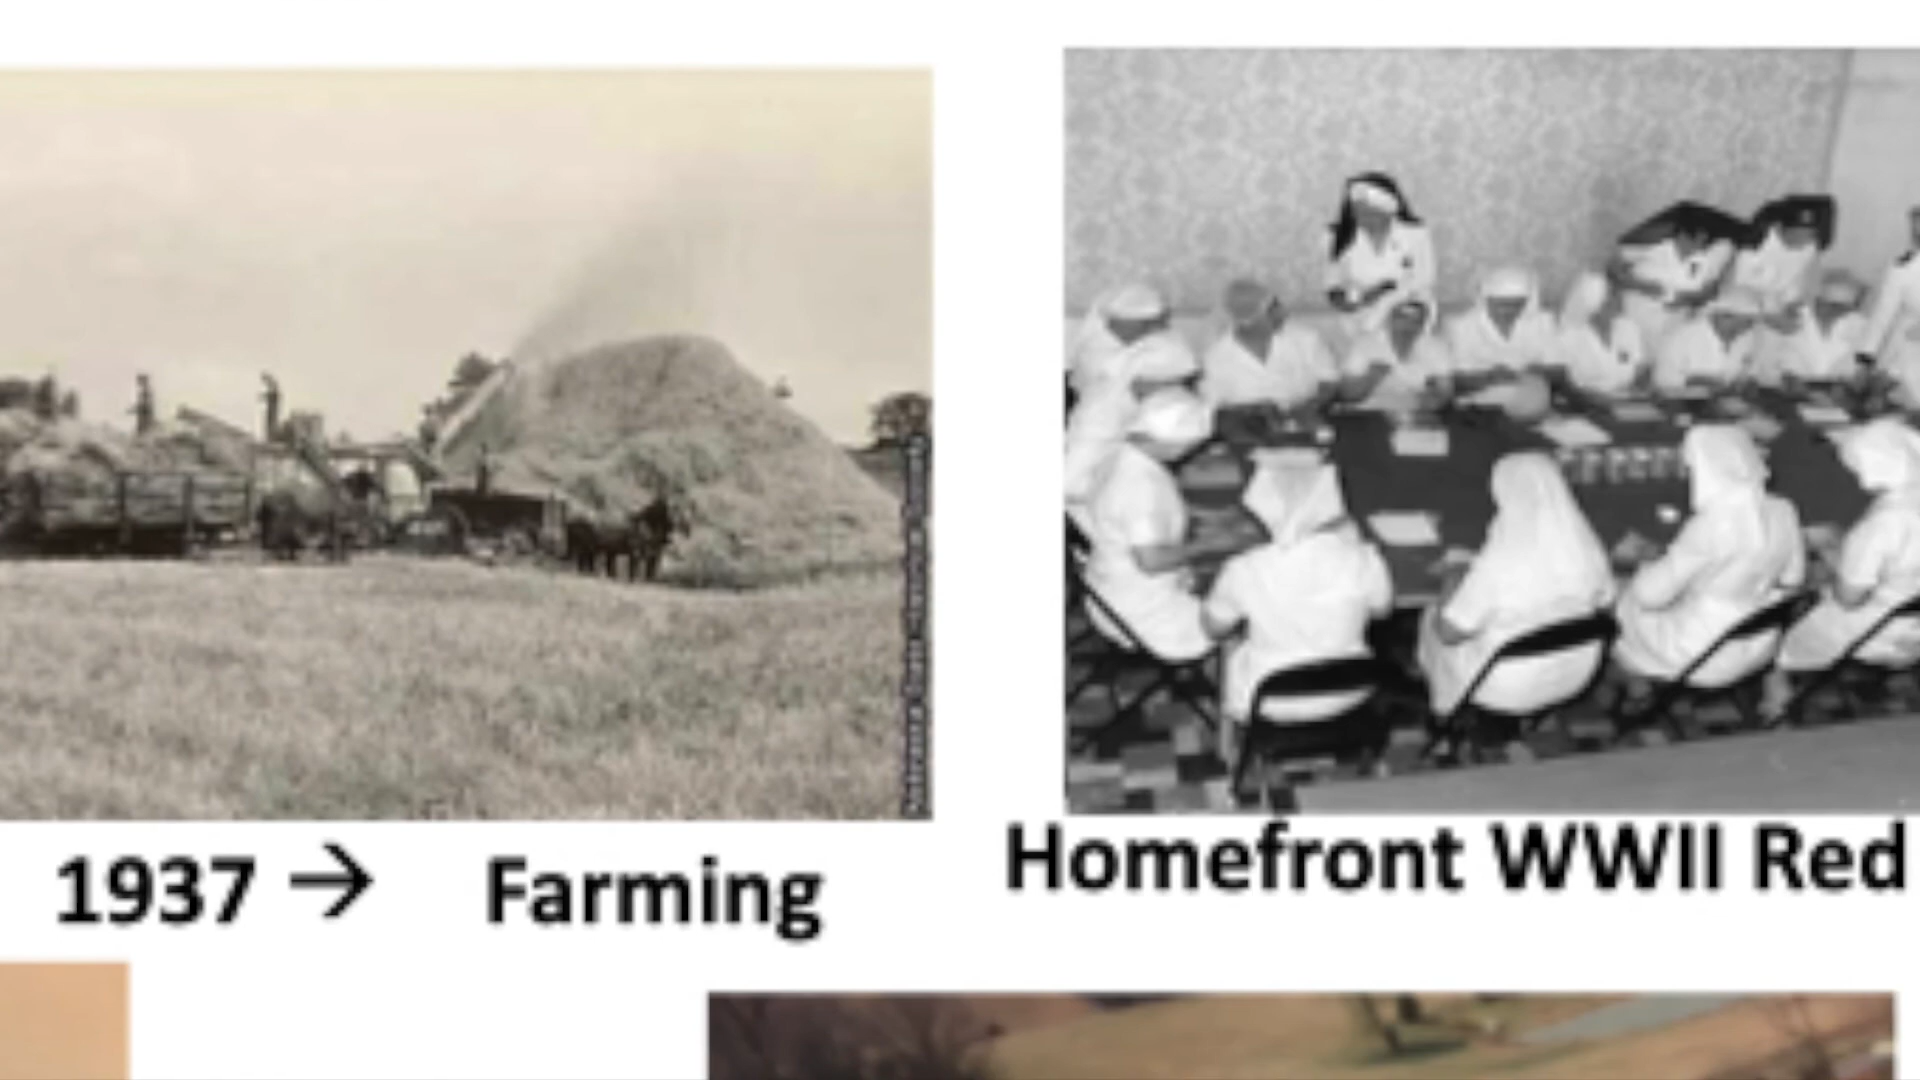 1937 → Farming
Homefront WWII Red